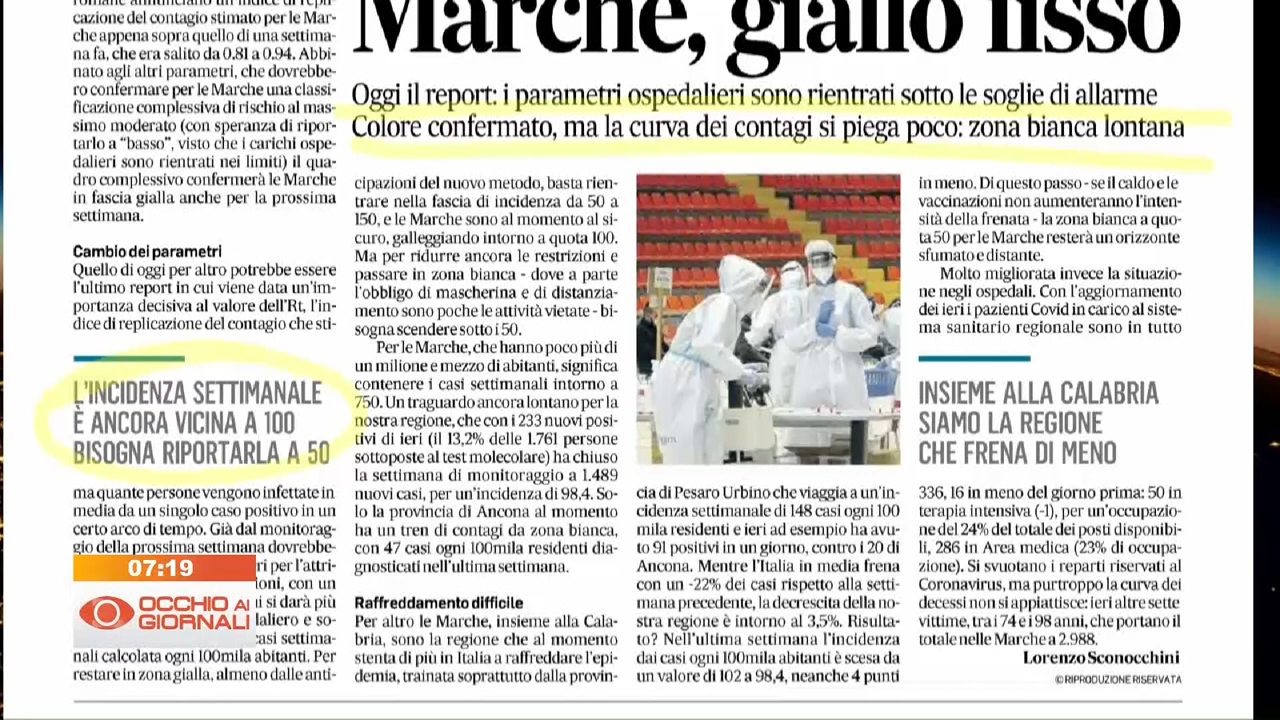 Marche, giallo fisso
Oggi il report: i parametri ospedalieri sono rientrati sotto le soglie di allarme
Colore confermato, ma la curva dei contagi si piega poco: zona bianca lontana
cazione del contagio stimato per le Mar-
che appena sopra quello di una settima-
na fa, che era salito da 0.81 a 0.94. Abbi-
nato agli altri parametri, che dovrebbe-
ro confermare per le Marche una classi-
ficazione complessiva di rischio al mas-
simo moderato (con speranza di ripor-
tarlo a “basso”, visto che i carichi ospe-
dalieri sono rientrati nei limiti) il qua-
dro complessivo confermerà le Marche
in fascia gialla anche per la prossima
settimana.
Cambio dei parametri
Quello di oggi per altro potrebbe essere
l'ultimo report in cui viene data un'im-
portanza decisiva al valore dell'Rt, l'in-
dice di replicazione del contagio che sti-
L'INCIDENZA SETTIMANALE
È ANCORA VICINA A 100
BISOGNA RIPORTARLA A 50
ma quante persone vengono infettate in
media da un singolo caso positivo in un
certo arco di tempo. Già dal monitorag-
gio della prossima settimana dovrebbe-
ri per l'attri-
ioni, con un
ui si darà più
daliero e so-
casi settima-
nali calcolata ogni 100mila abitanti. Per
restare in zona gialla, almeno dalle anti-
07:19
OCCHIO AI
GIORNALI
cipazioni del nuovo metodo, basta rien-
trare nella fascia di incidenza da 50 a
150, e le Marche sono al momento al si-
curo, galleggiando intorno a quota 100.
Ma per ridurre ancora le restrizioni e
passare in zona bianca - dove a parte
l'obbligo di mascherina e di distanzia-
mento sono poche le attività vietate - bi-
sogna scendere sotto i 50.
Per le Marche, che hanno poco più di
un milione e mezzo di abitanti, significa
contenere i casi settimanali intorno a
750. Un traguardo ancora lontano per la
nostra regione, che con i 233 nuovi posi-
tivi di ieri (il 13,2% delle 1.761 persone
sottoposte al test molecolare) ha chiuso
la settimana di monitoraggio a 1.489
nuovi casi, per un'incidenza di 98,4. So-
lo la provincia di Ancona al momento
ha un tren di contagi da zona bianca,
con 47 casi ogni 100mila residenti dia-
gnosticati nell'ultima settimana.
Raffreddamento difficile
Per altro le Marche, insieme alla Cala-
bria, sono la regione che al momento
stenta di più in Italia a raffreddare l'epi-
demia, trainata soprattutto dalla provin-
cia di Pesaro Urbino che viaggia a un'in-
cidenza settimanale di 148 casi ogni 100
mila residenti e ieri ad esempio ha avu-
to 91 positivi in un giorno, contro i 20 di
Ancona. Mentre l'Italia in media frena
con un -22% dei casi rispetto alla setti-
mana precedente, la decrescita della no-
stra regione è intorno al 3,5%. Risulta-
to? Nell'ultima settimana l'incidenza
dai casi ogni 100mila abitanti è scesa da
un valore di 102 a 98,4, neanche 4 punti
in meno. Di questo passo - se il caldo e le
vaccinazioni non aumenteranno l'inten-
sità della frenata - la zona bianca a quo-
ta 50 per le Marche resterà un orizzonte
sfumato e distante.
Molto migliorata invece la situazio-
ne negli ospedali. Con l'aggiornamento
dei ieri i pazienti Covid in carico al siste-
ma sanitario regionale sono in tutto
INSIEME ALLA CALABRIA
SIAMO LA REGIONE
CHE FRENA DI MENO
336, 16 in meno del giorno prima: 50 in
terapia intensiva (-1), per un'occupazio-
ne del 24% del totale dei posti disponibi-
li, 286 in Area medica (23% di occupa-
zione). Si svuotano i reparti riservati al
Coronavirus, ma purtroppo la curva dei
decessi non si appiattisce: ieri altre sette
vittime, tra i 74 e i 98 anni, che portano il
totale nelle Marche a 2.988.
Lorenzo Sconocchini
© RIPRODUZIONE RISERVATA